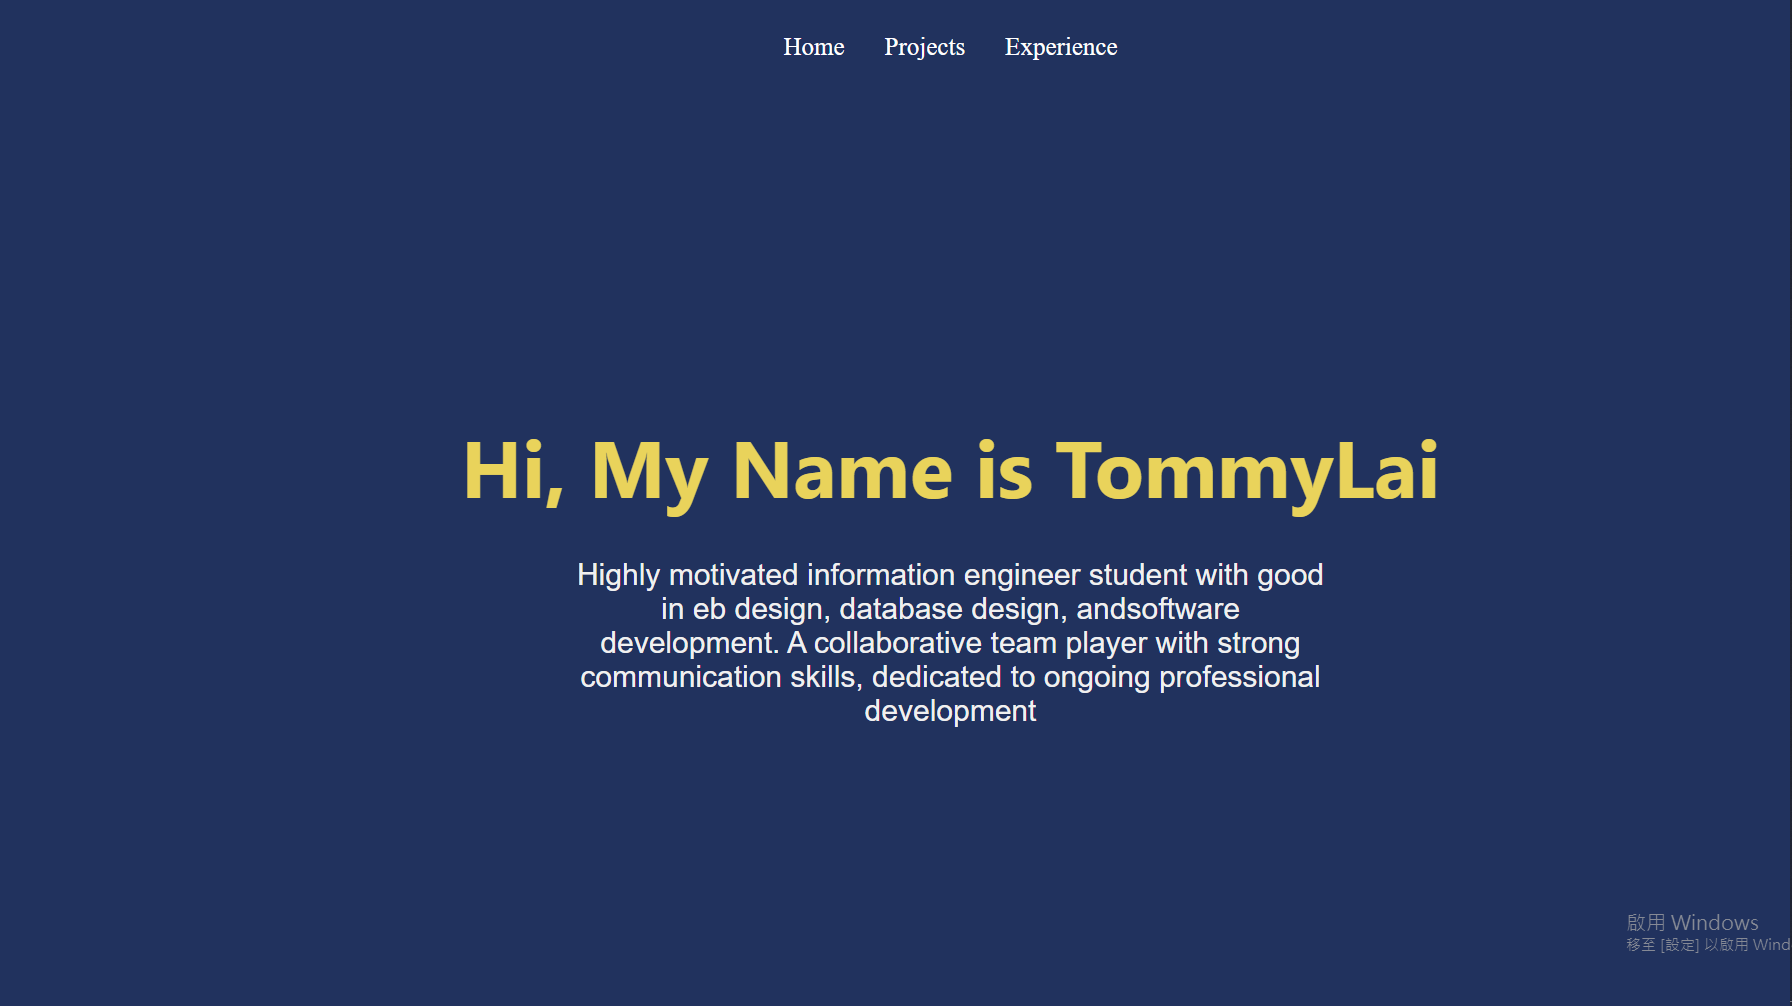 Home Projects Experience
Hi, My Name is TommyLai
Highly motivated information engineer student with good
in eb design, database design, andsoftware
development. A collaborative team player with strong
communication skills, dedicated to ongoing professional
development
啟用 Windows
移至 [設定] 以啟用 Wind